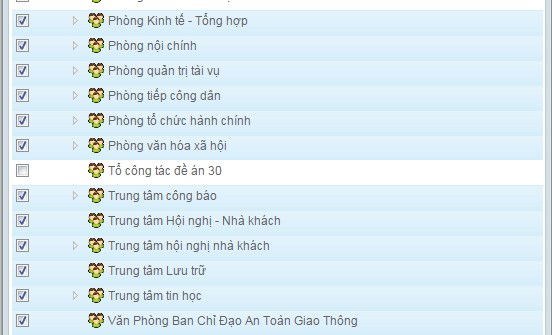 Phòng Kinh tế - Tổng hợp
Phòng nội chính
Phòng quản trị tài vụ
Phòng tiếp công dân
Phòng tổ chức hành chính
Phòng văn hóa xã hội
Tổ công tác đề án 30
Trung tâm công báo
Trung tâm Hội nghị - Nhà khách
Trung tâm hội nghị nhà khách
Trung tâm Lưu trữ
Trung tâm tin học
Văn Phòng Ban Chỉ Đạo An Toàn Giao Thông